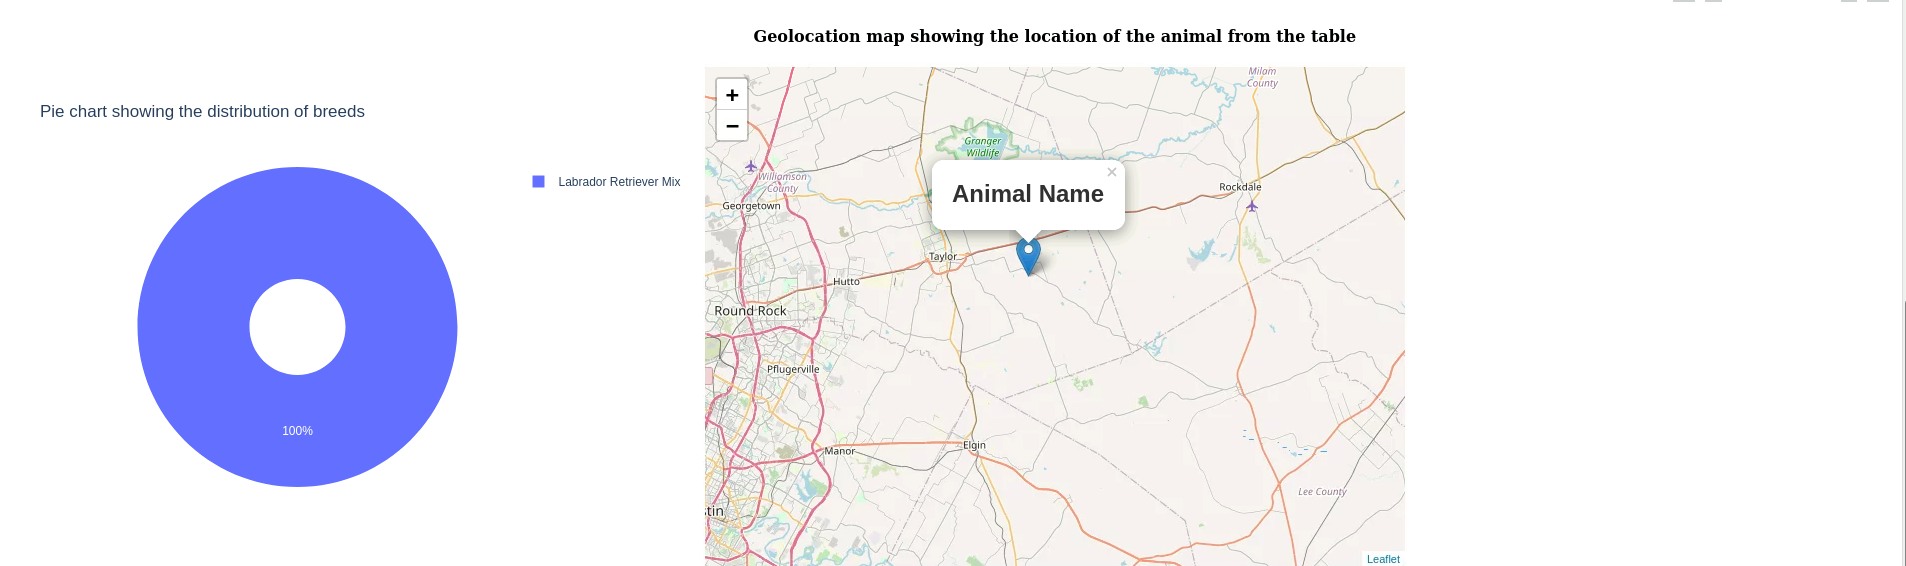 Geolocation map showing the location of the animal from the table
Pie chart showing the distribution of breeds
Labrador Retriever Mix
100%
+
−
Milam
County
Granger
Wildlife
Williamson
County
Georgetown
Rockdale
×
Animal Name
Taylor
Hutto
Round Rock
Pflugerville
Manor
Elgin
Lee County
stin
Leaflet